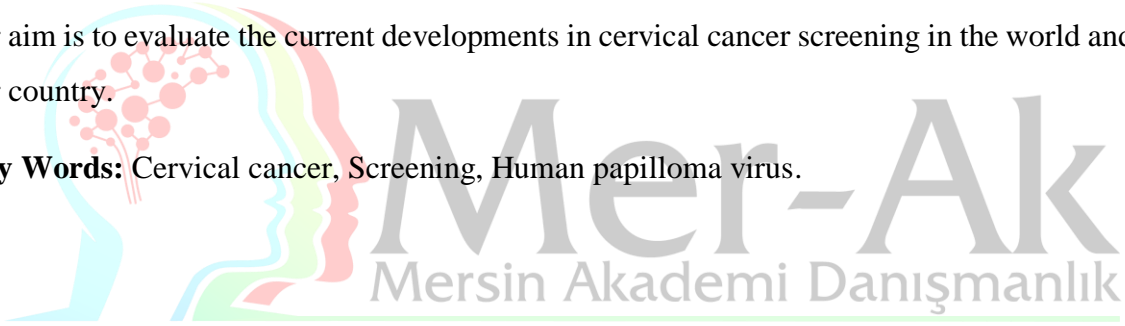 aim is to evaluate the current developments in cervical cancer screening in the world and
country.
Words: Cervical cancer, Screening, Human papilloma virus.
Mer-Ak
Mersin Akademi Danışmanlık